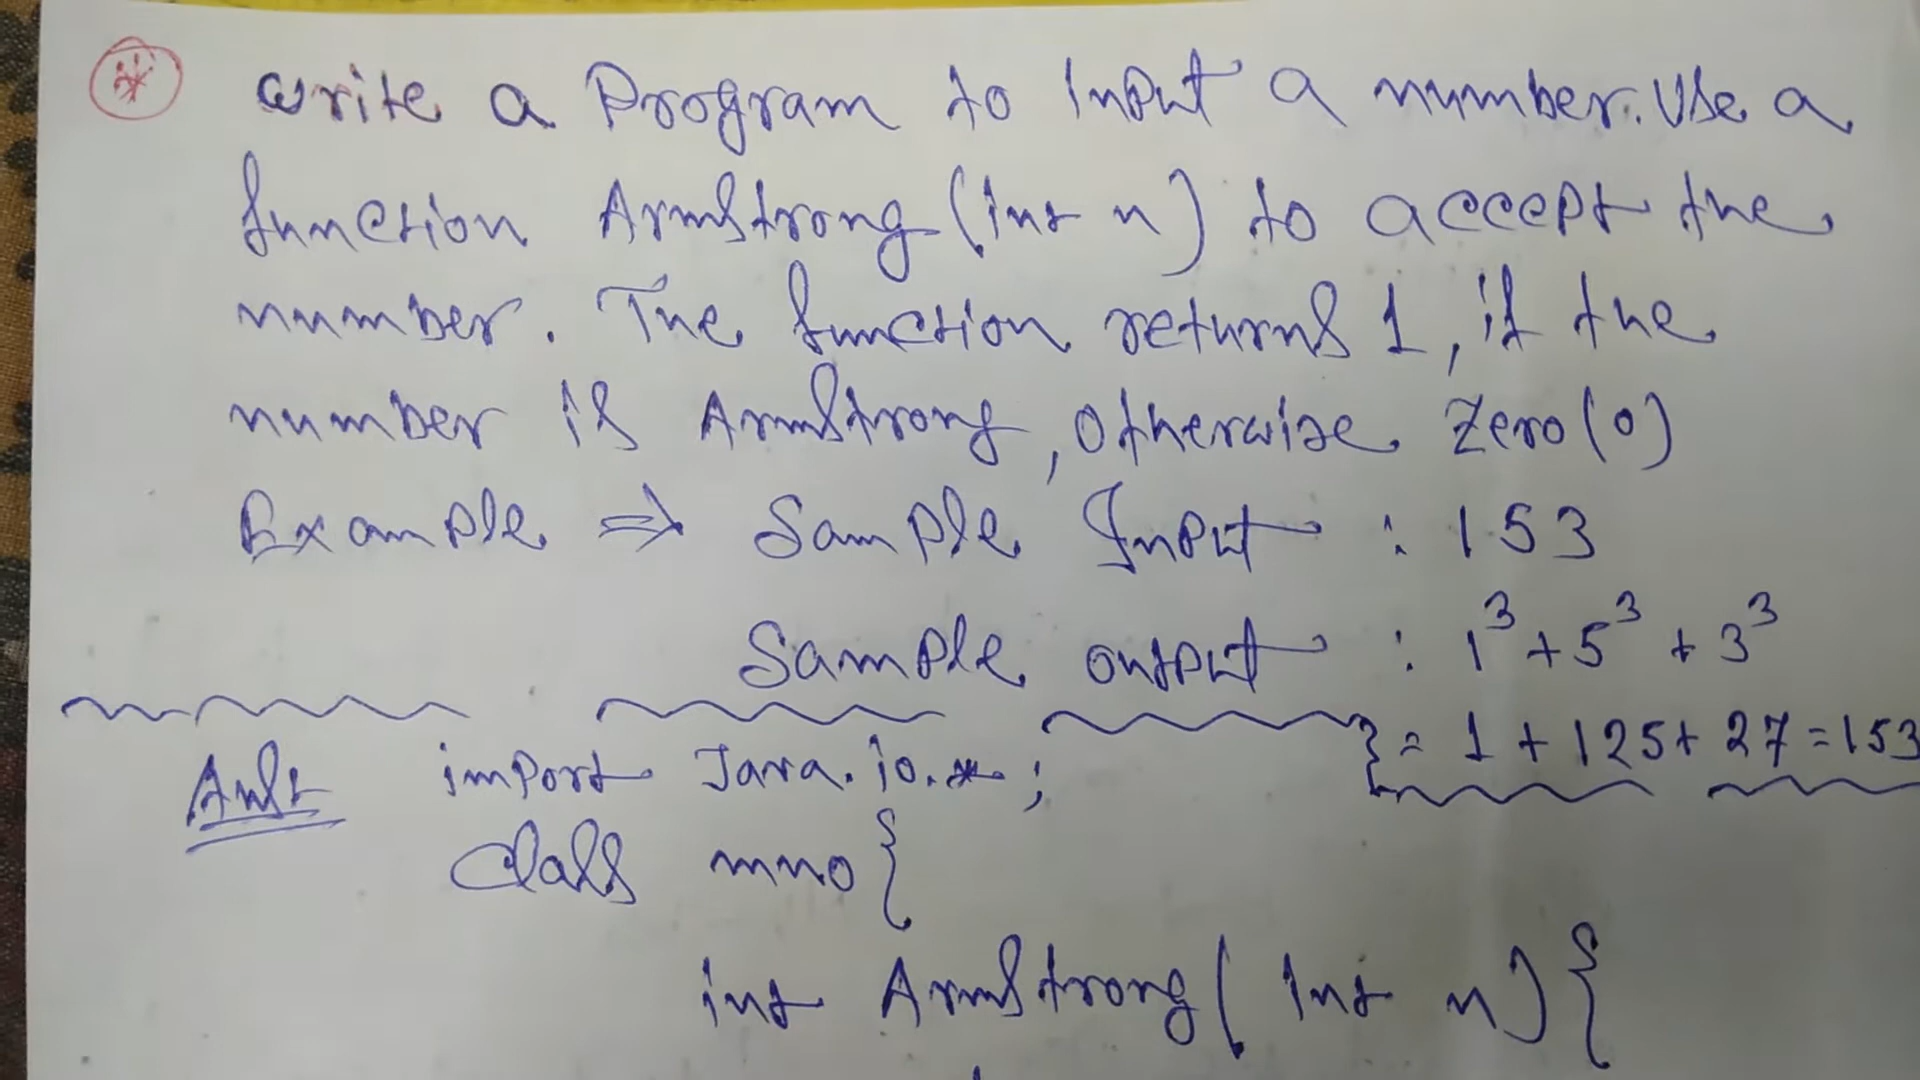 Write a Program to Input a number. Use a
function Armstrong (int n) to accept the
number. The function returns 1, if the
number is Armstrong, otherwise Zero (0)
Example ⇒ Sample Input : 153
Sample output : 1³ + 5³ + 3³
= 1 + 125 + 27 = 153
Ans: import Java.io.*;
Class mno {
int Armstrong ( int n) {